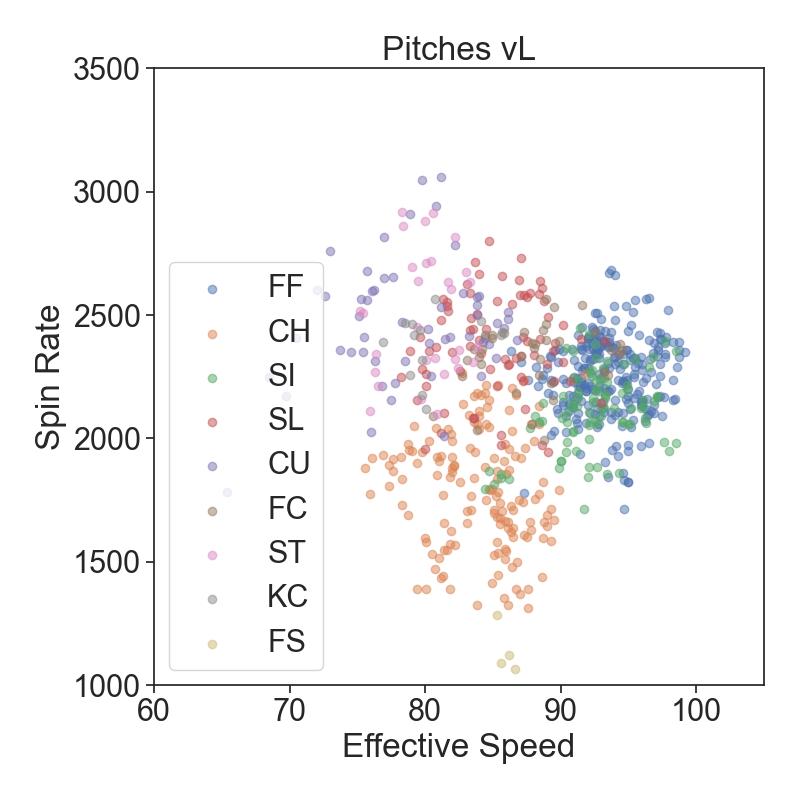 Pitches vL
3500
3000
2500
2000
1500
1000
Spin Rate
FF
CH
SI
SL
CU
FC
ST
KC
FS
60
70
80
90
100
Effective Speed